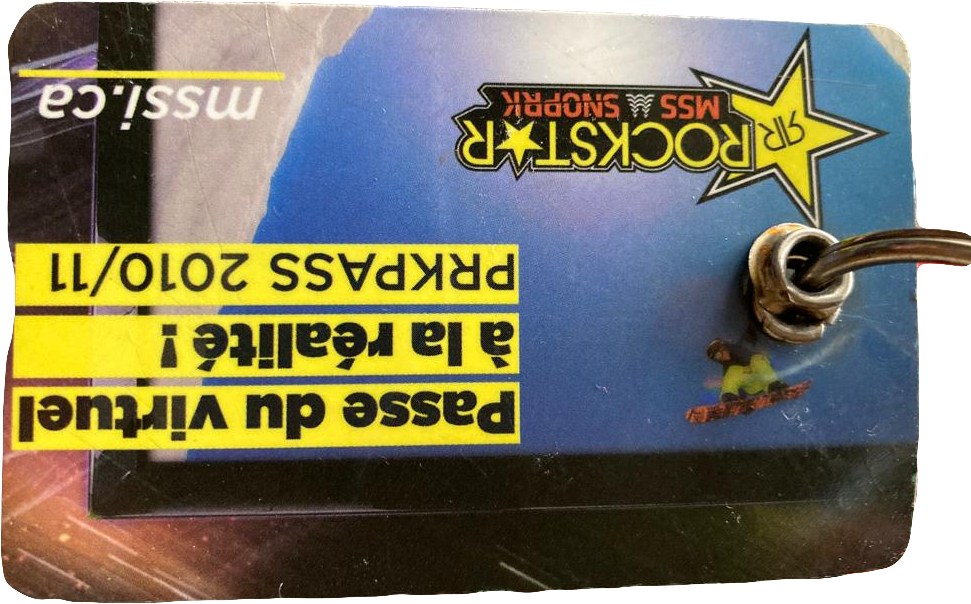 Passe du virtuel
à la réalité !
PRKPASS 2010/11
R
ROCKSTAR
MSS SNOPRK
mssi.ca